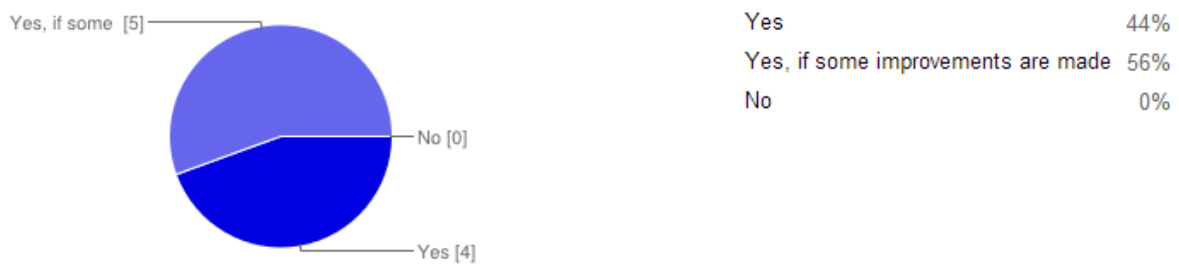 Yes, if some [5]
No [0]
Yes [4]
Yes 44%
Yes, if some improvements are made 56%
No 0%